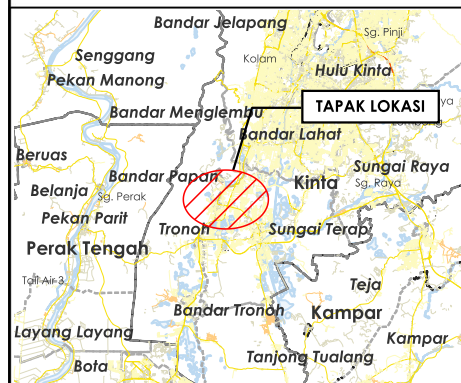 Bandar Jelapang
Sg. Pinji
Senggang
Kolam
Pekan Manong
Hulu Kinta
TAPAK LOKASI
Bandar Menglembu
Bandar Lahat
Beruas
Sungai Raya
Bandar Papan
Kinta
Sg. Raya
Belanja
Sg. Perak
Pekan Parit
Tronoh
Sungai Terap
Perak Tengah
Tali Air 3
Teja
Bandar Tronoh
Kampar
Layang Layang
Kampar
Tanjong Tualang
Bota